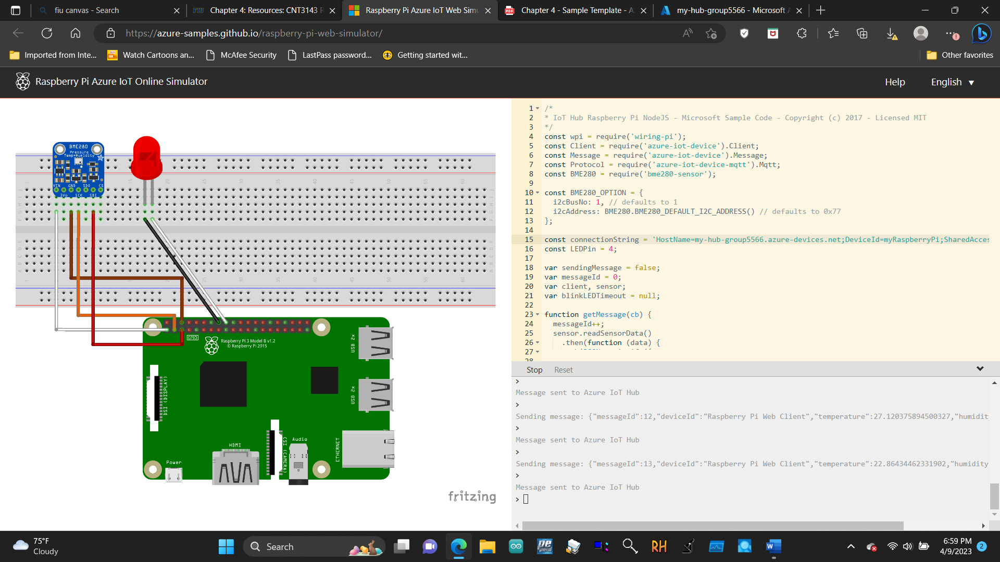 fiu canvas - Search
Chapter 4: Resources: CNT3143
Raspberry Pi Azure IoT Web Simu
Chapter 4 - Sample Template -
my-hub-group5566 - Microsoft
https://azure-samples.github.io/raspberry-pi-web-simulator/
Imported from Inte...
Watch Cartoons an...
McAfee Security
LastPass password...
Getting started wit...
Other favorites
Raspberry Pi Azure IoT Online Simulator
Help
English
BME280
Pressure
Temp+Humidity
VIN GND SDO CS
3Vo SCK SDI
GPIO
Raspberry Pi 3 Model B v1.2
© Raspberry Pi 2015
USB 2x
USB 2x
DSI (DISPLAY)
CSI (CAMERA)
HDMI
Audio
ETHERNET
Power
fritzing
1 /*
2 * IoT Hub Raspberry Pi NodeJS - Microsoft Sample Code - Copyright (c) 2017 - Licensed MIT
3 */
4 const wpi = require('wiring-pi');
5 const Client = require('azure-iot-device').Client;
6 const Message = require('azure-iot-device').Message;
7 const Protocol = require('azure-iot-device-mqtt').Mqtt;
8 const BME280 = require('bme280-sensor');
9
10 const BME280_OPTION = {
11 i2cBusNo: 1, // defaults to 1
12 i2cAddress: BME280.BME280_DEFAULT_I2C_ADDRESS() // defaults to 0x77
13 };
14
15 const connectionString = 'HostName=my-hub-group5566.azure-devices.net;DeviceId=myRaspberryPi;SharedAcces
16 const LEDPin = 4;
17
18 var sendingMessage = false;
19 var messageId = 0;
20 var client, sensor;
21 var blinkLEDTimeout = null;
22
23 function getMessage(cb) {
24 messageId++;
25 sensor.readSensorData()
26 .then(function (data) {
27
28
Stop Reset
>
Message sent to Azure IoT Hub
>
Sending message: {"messageId":12,"deviceId":"Raspberry Pi Web Client","temperature":27.120375894500327,"humidit
>
Message sent to Azure IoT Hub
>
Sending message: {"messageId":13,"deviceId":"Raspberry Pi Web Client","temperature":22.86434462331902,"humidity
>
Message sent to Azure IoT Hub
>
75°F
Cloudy
Search
RH
6:59 PM
4/9/2023
2